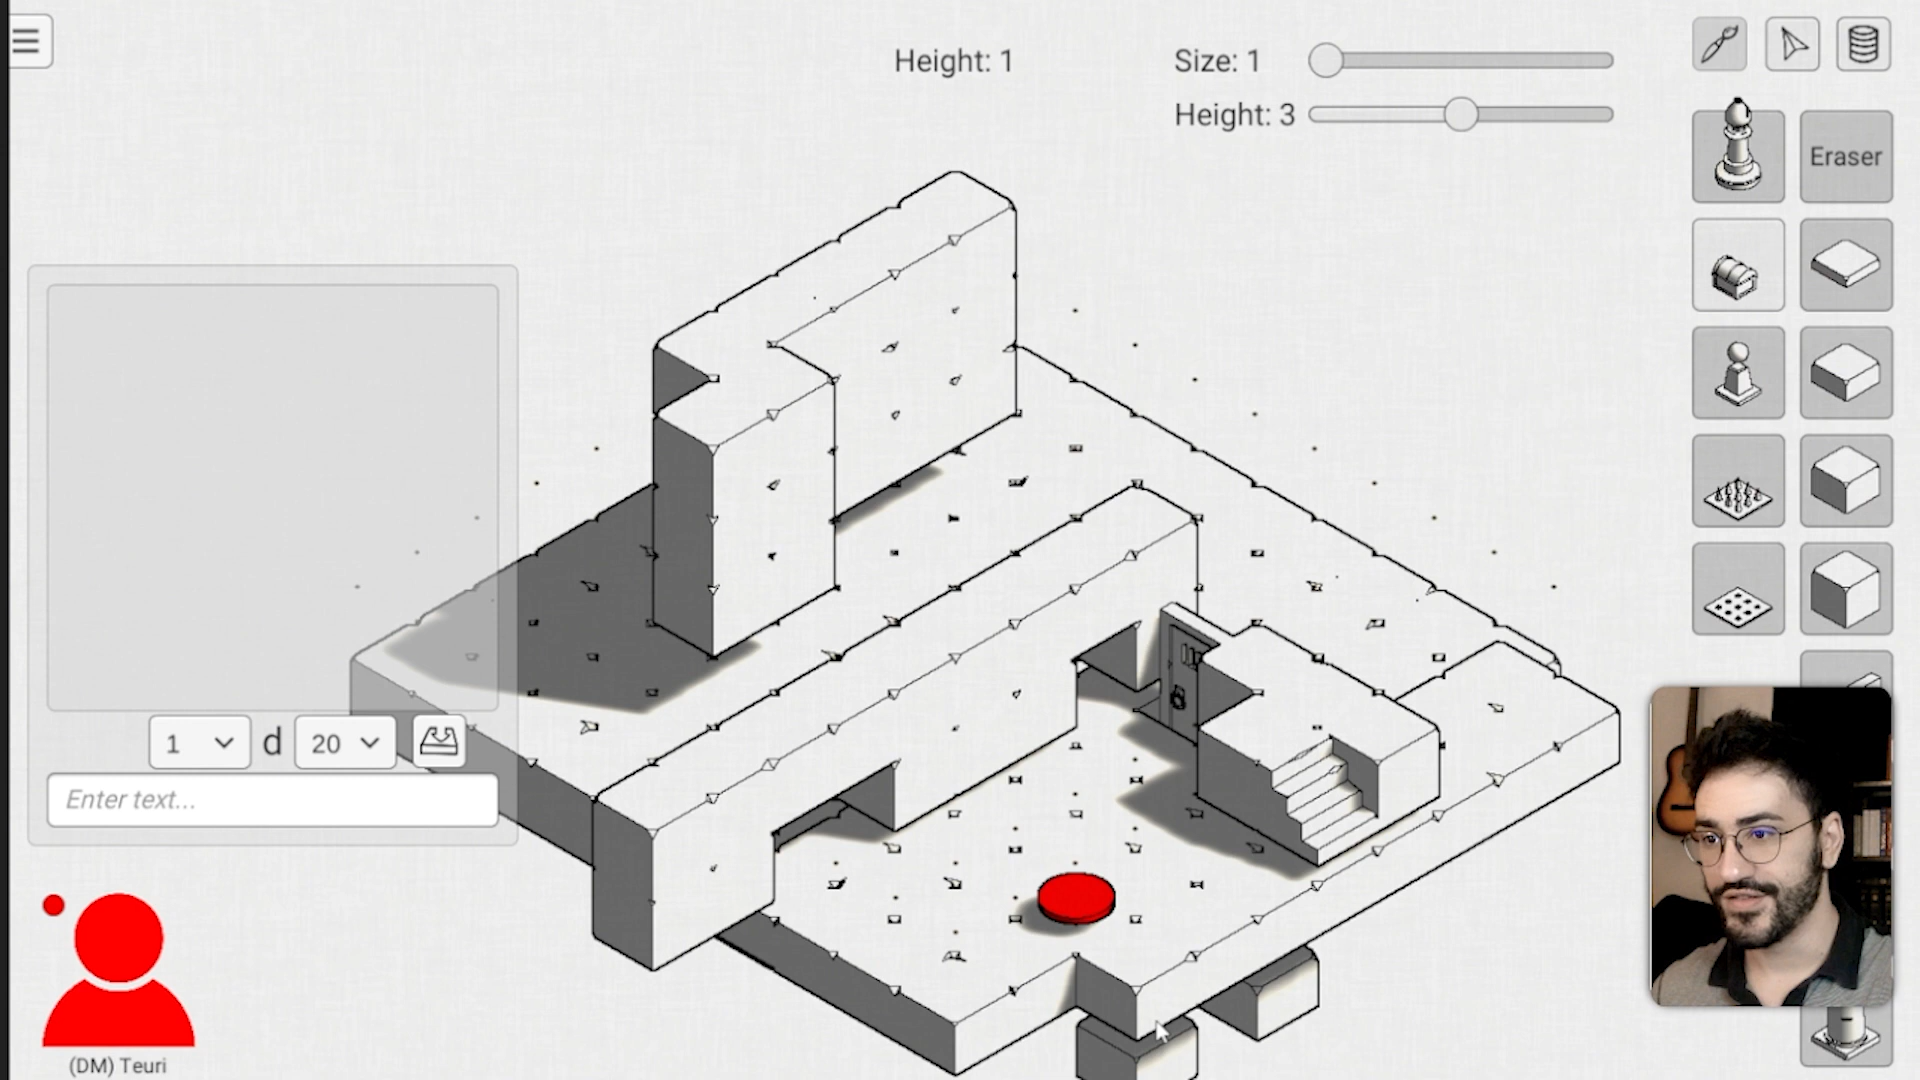 Height: 1
Size: 1
Height: 3
Eraser
1 d 20
Enter text...
(DM) Teuri